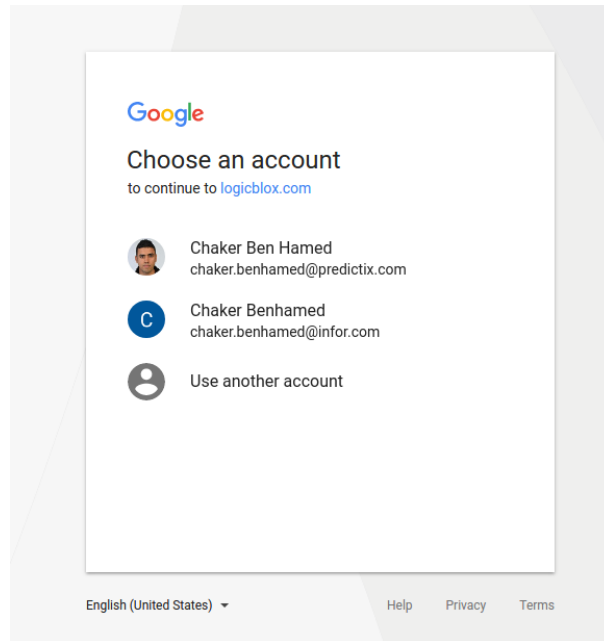 Google
Choose an account
to continue to logicblox.com
Chaker Ben Hamed
chaker.benhamed@predictix.com
C
Chaker Benhamed
chaker.benhamed@infor.com
Use another account
English (United States)
Help Privacy Terms